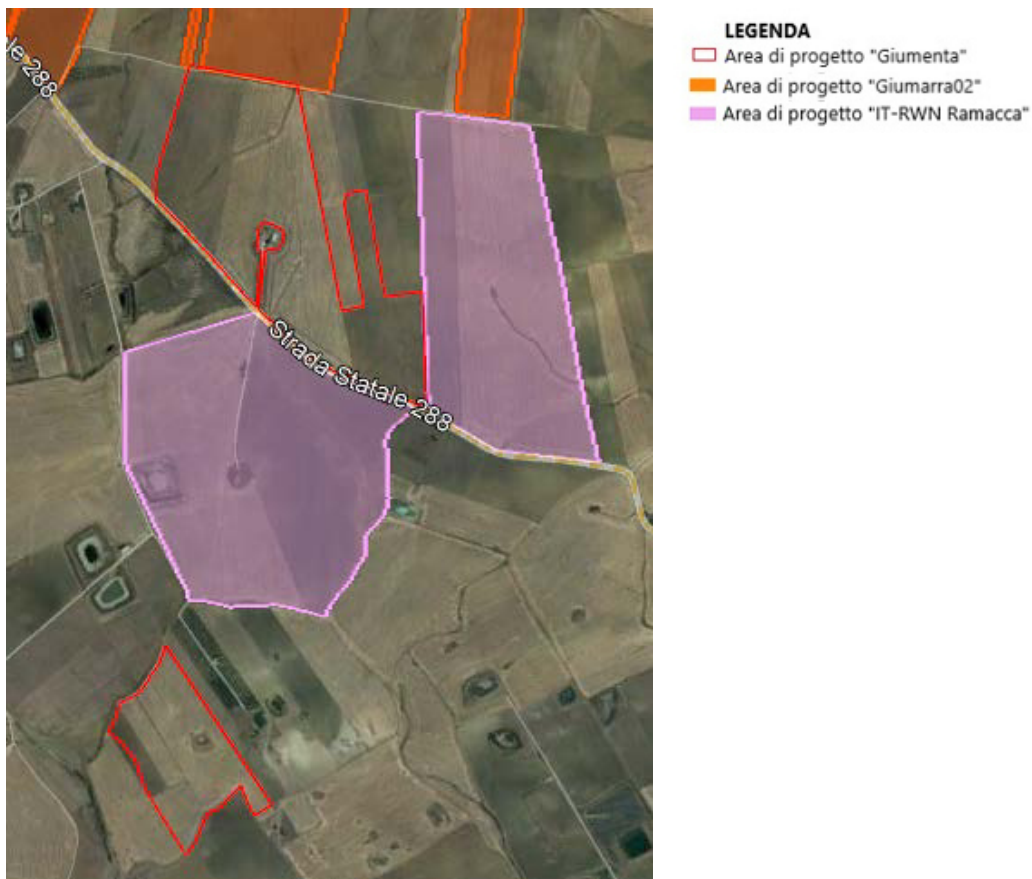 le 288
Strada Statale 288
LEGENDA
Area di progetto "Giumenta"
Area di progetto "Giumarra02"
Area di progetto "IT-RWN Ramacca"